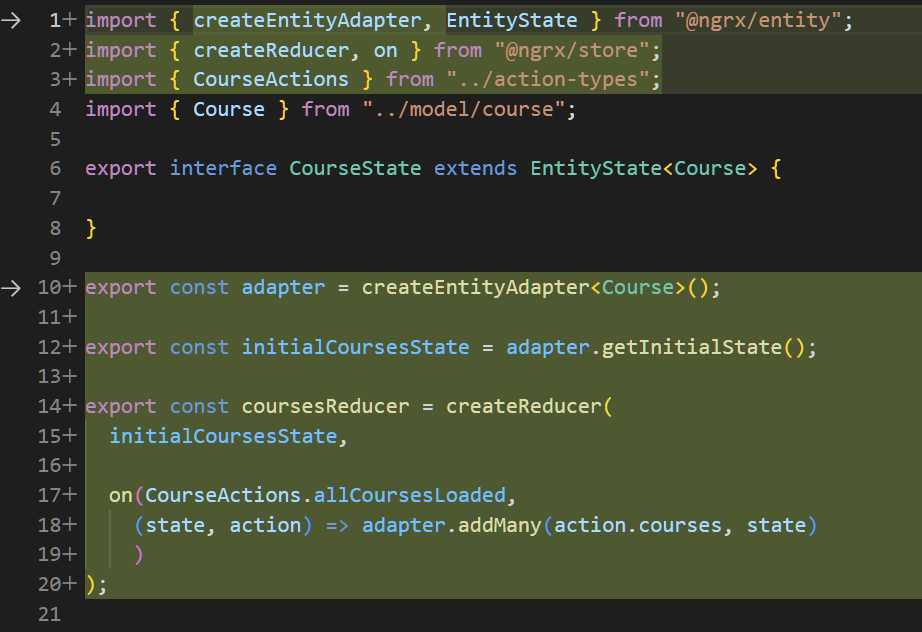 1+ import { createEntityAdapter, EntityState } from "@ngrx/entity";
2+ import { createReducer, on } from "@ngrx/store";
3+ import { CourseActions } from "../action-types";
4 import { Course } from "../model/course";
5
6 export interface CourseState extends EntityState<Course> {
7
8 }
9
10+ export const adapter = createEntityAdapter<Course>();
11+
12+ export const initialCoursesState = adapter.getInitialState();
13+
14+ export const coursesReducer = createReducer(
15+   initialCoursesState,
16+
17+   on(CourseActions.allCoursesLoaded,
18+     (state, action) => adapter.addMany(action.courses, state)
19+     )
20+ );
21